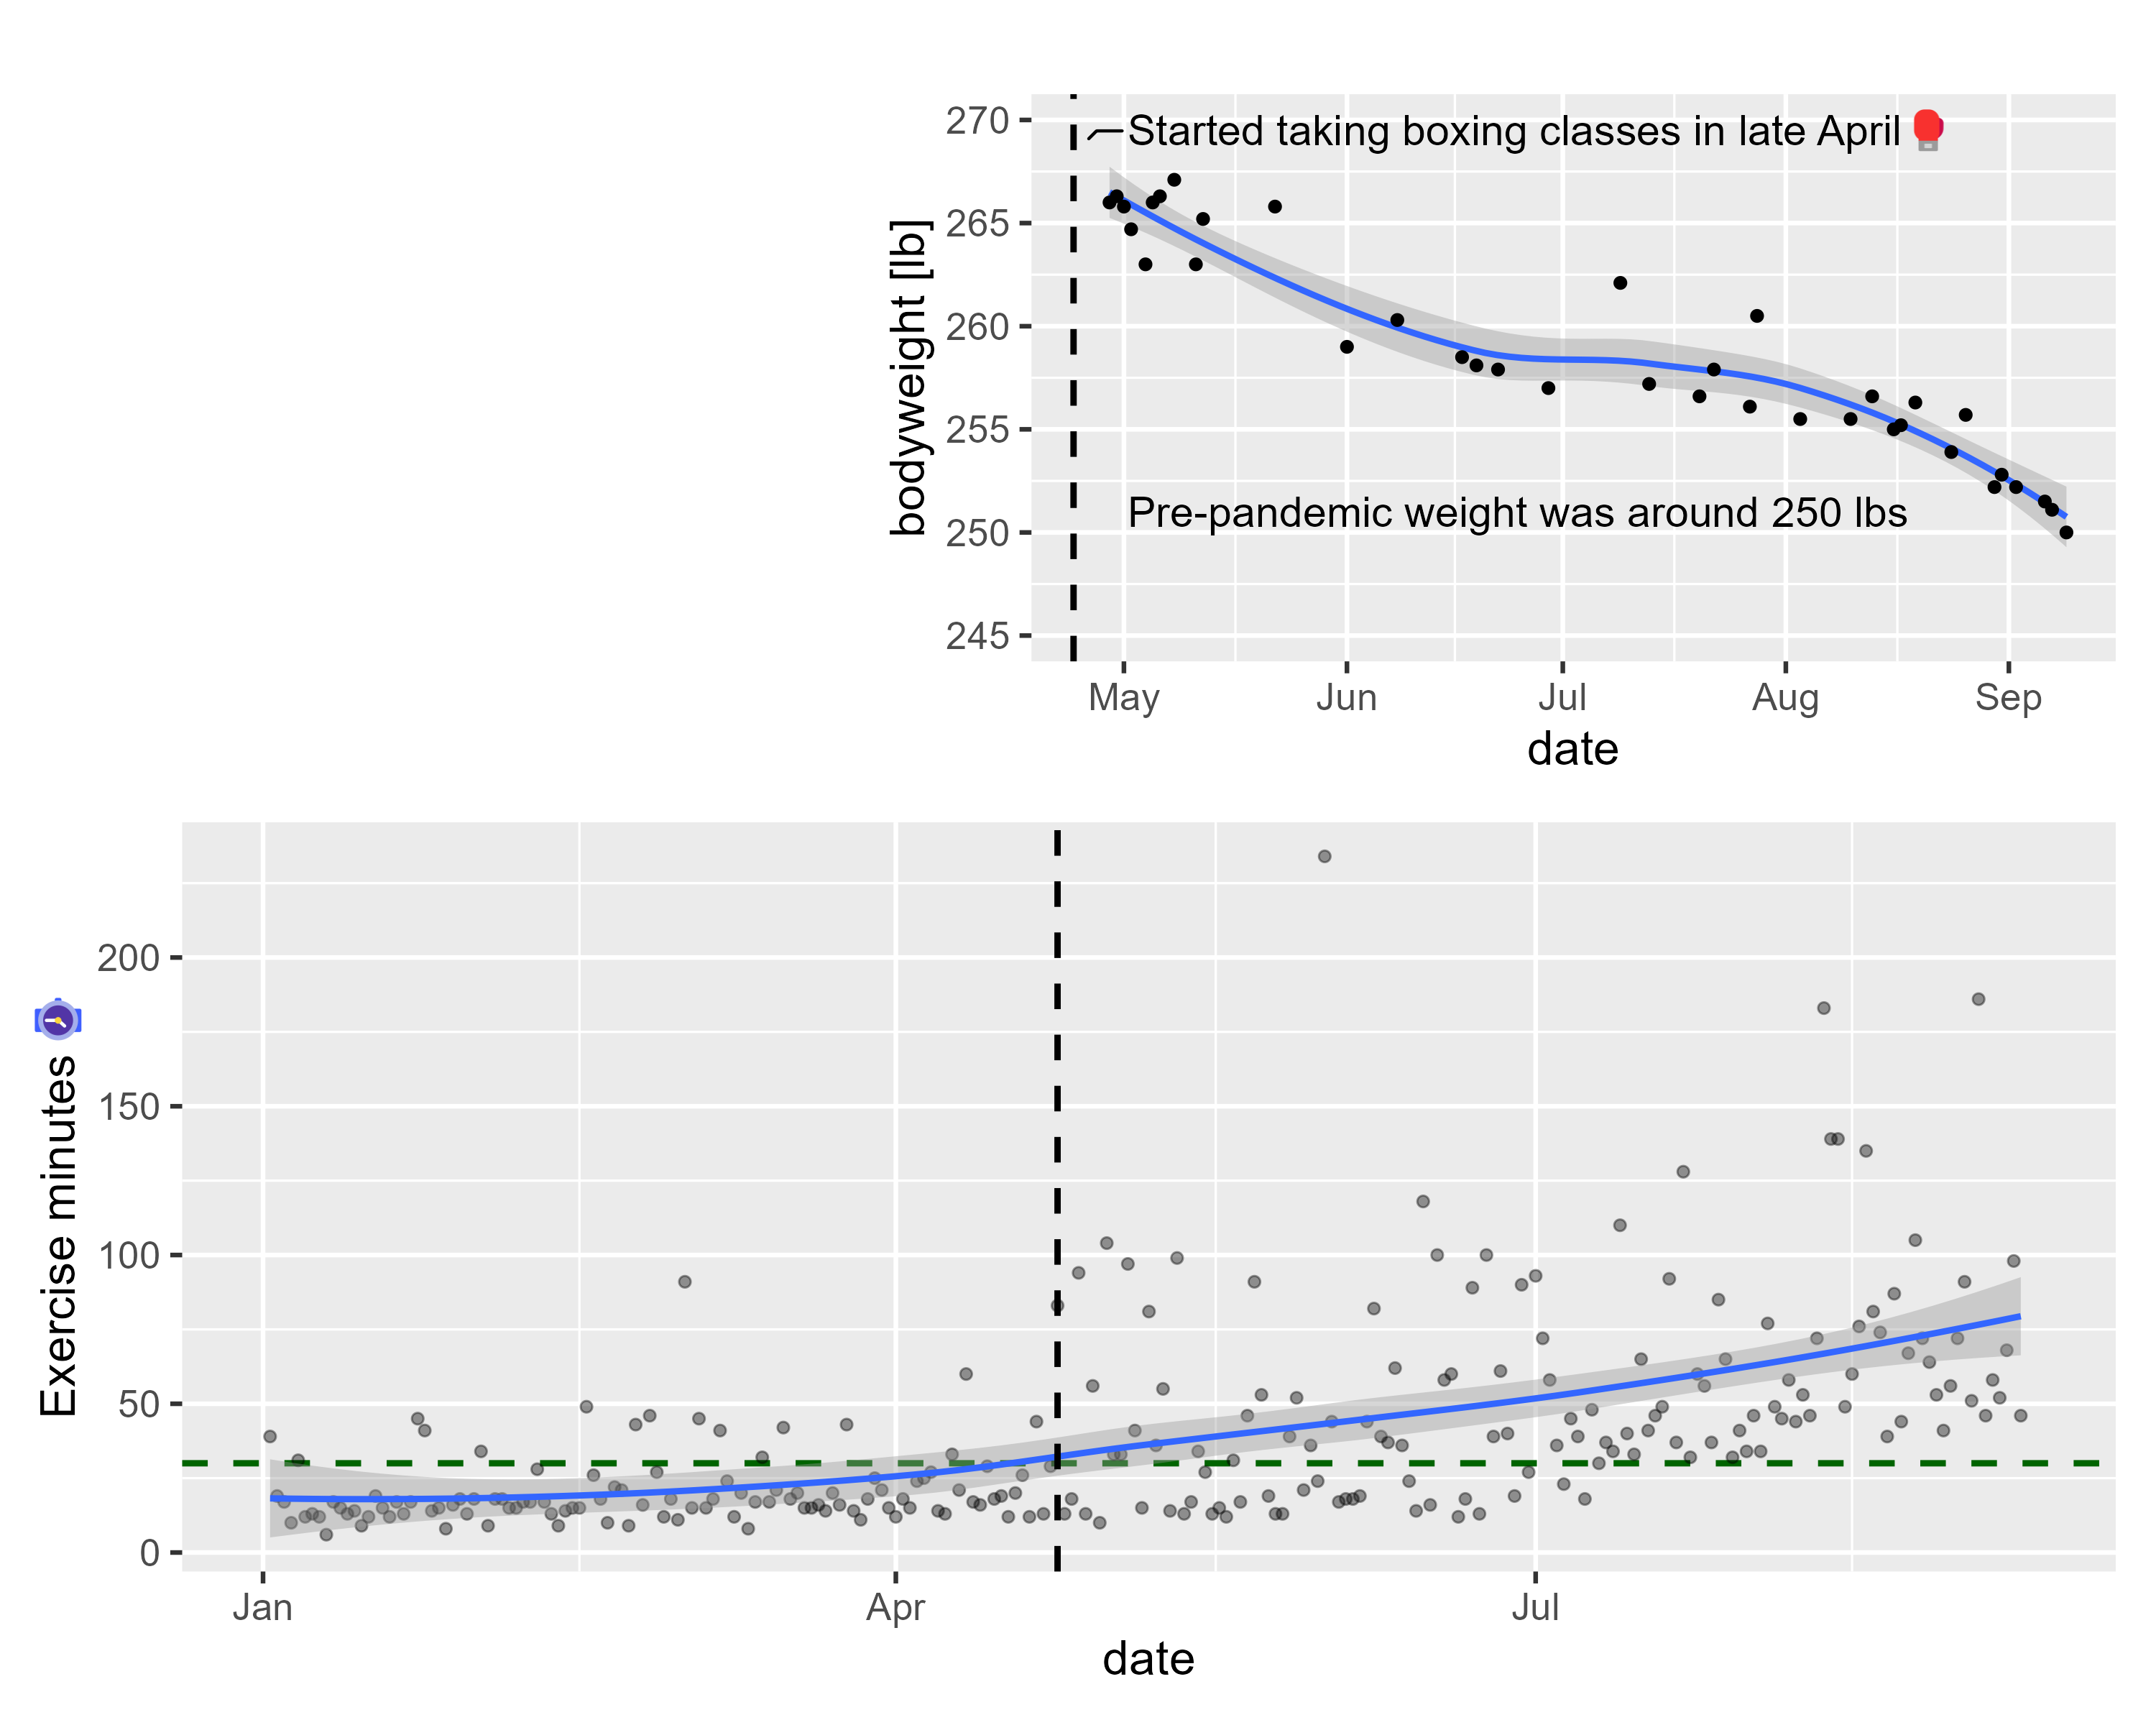 270
265
260
255
250
245
bodyweight [lb]
Started taking boxing classes in late April 🥊
Pre-pandemic weight was around 250 lbs
May Jun Jul Aug Sep
date
200
150
100
50
0
Exercise minutes ⌚
Jan Apr Jul
date